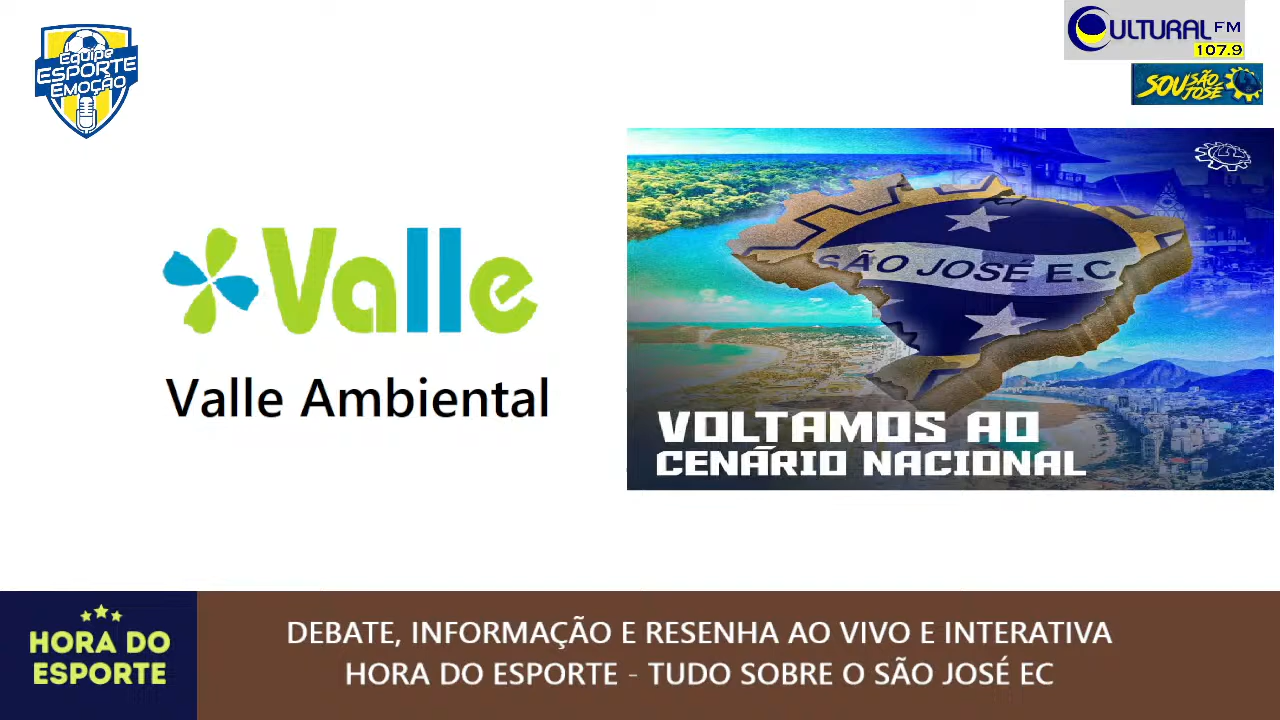 Equipe
ESPORTE
EMOÇÃO
CULTURAL FM
107.9
SOU SÃO
JOSÉ
Valle
Valle Ambiental
SÃO JOSÉ E.C
VOLTAMOS AO
CENÁRIO NACIONAL
HORA DO
ESPORTE
DEBATE, INFORMAÇÃO E RESENHA AO VIVO E INTERATIVA
HORA DO ESPORTE - TUDO SOBRE O SÃO JOSÉ EC